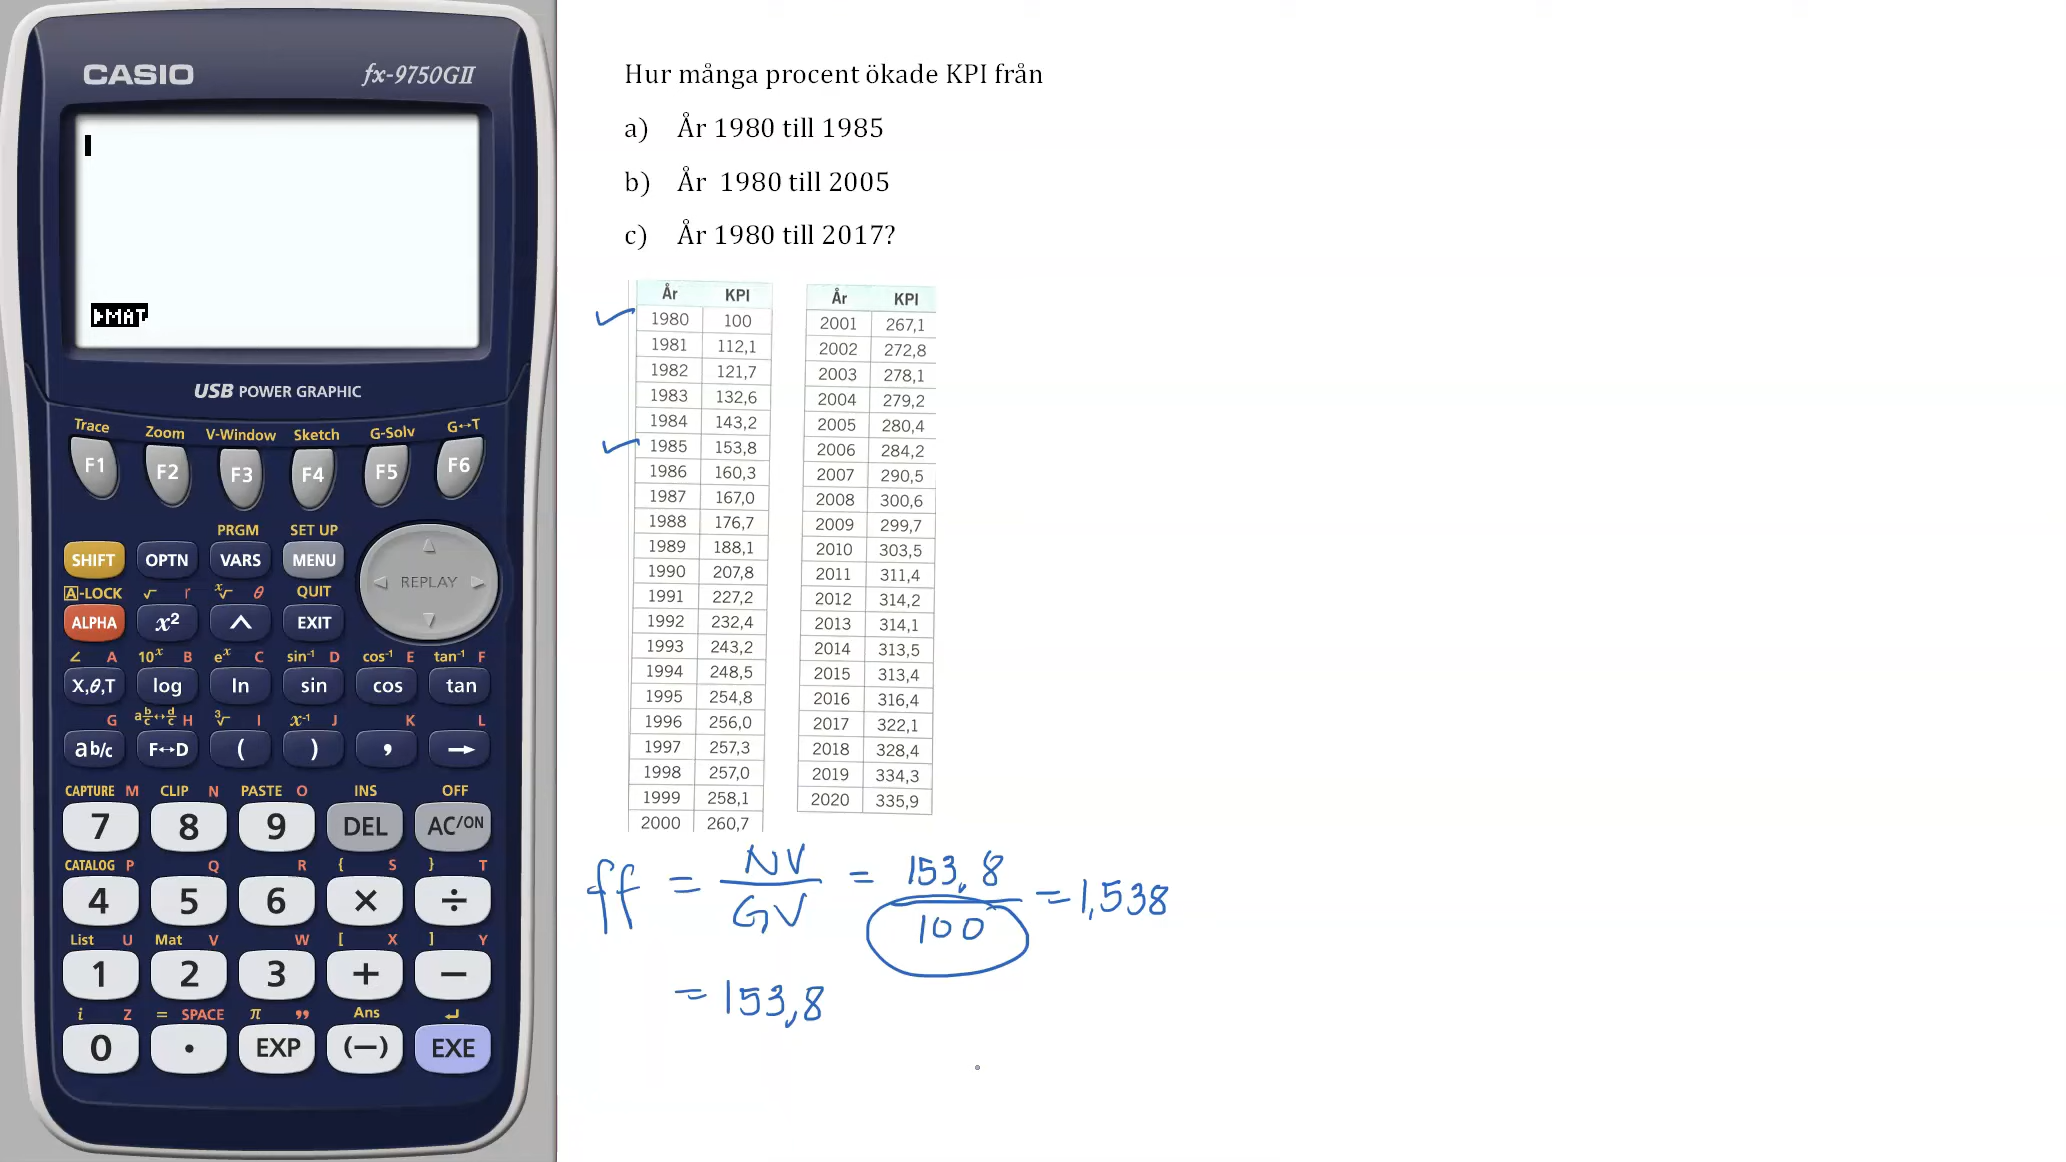 CASIO fx-9750GII
▶MAT
USB POWER GRAPHIC
Trace Zoom V-Window Sketch G-Solv G↔T
F1 F2 F3 F4 F5 F6
PRGM SET UP
SHIFT OPTN VARS MENU REPLAY
A-LOCK √ r ˣ√ θ QUIT
ALPHA x² ^ EXIT
∠ A 10ˣ B eˣ C sin⁻¹ D cos⁻¹ E tan⁻¹ F
X,θ,T log ln sin cos tan
G a b/c↔d/c H ³√ I x⁻¹ J K L
a b/c F↔D ( ) , →
CAPTURE M CLIP N PASTE O INS OFF
7 8 9 DEL AC/ON
CATALOG P Q R { S } T
4 5 6 × ÷
List U Mat V W [ X ] Y
1 2 3 + −
i Z = SPACE π " Ans ↵
0 • EXP (−) EXE
Hur många procent ökade KPI från
a) År 1980 till 1985
b) År 1980 till 2005
c) År 1980 till 2017?
År KPI
1980 100
1981 112,1
1982 121,7
1983 132,6
1984 143,2
1985 153,8
1986 160,3
1987 167,0
1988 176,7
1989 188,1
1990 207,8
1991 227,2
1992 232,4
1993 243,2
1994 248,5
1995 254,8
1996 256,0
1997 257,3
1998 257,0
1999 258,1
2000 260,7
År KPI
2001 267,1
2002 272,8
2003 278,1
2004 279,2
2005 280,4
2006 284,2
2007 290,5
2008 300,6
2009 299,7
2010 303,5
2011 311,4
2012 314,2
2013 314,1
2014 313,5
2015 313,4
2016 316,4
2017 322,1
2018 328,4
2019 334,3
2020 335,9
ff = NV/GV = 153,8/100 = 1,538
= 153,8